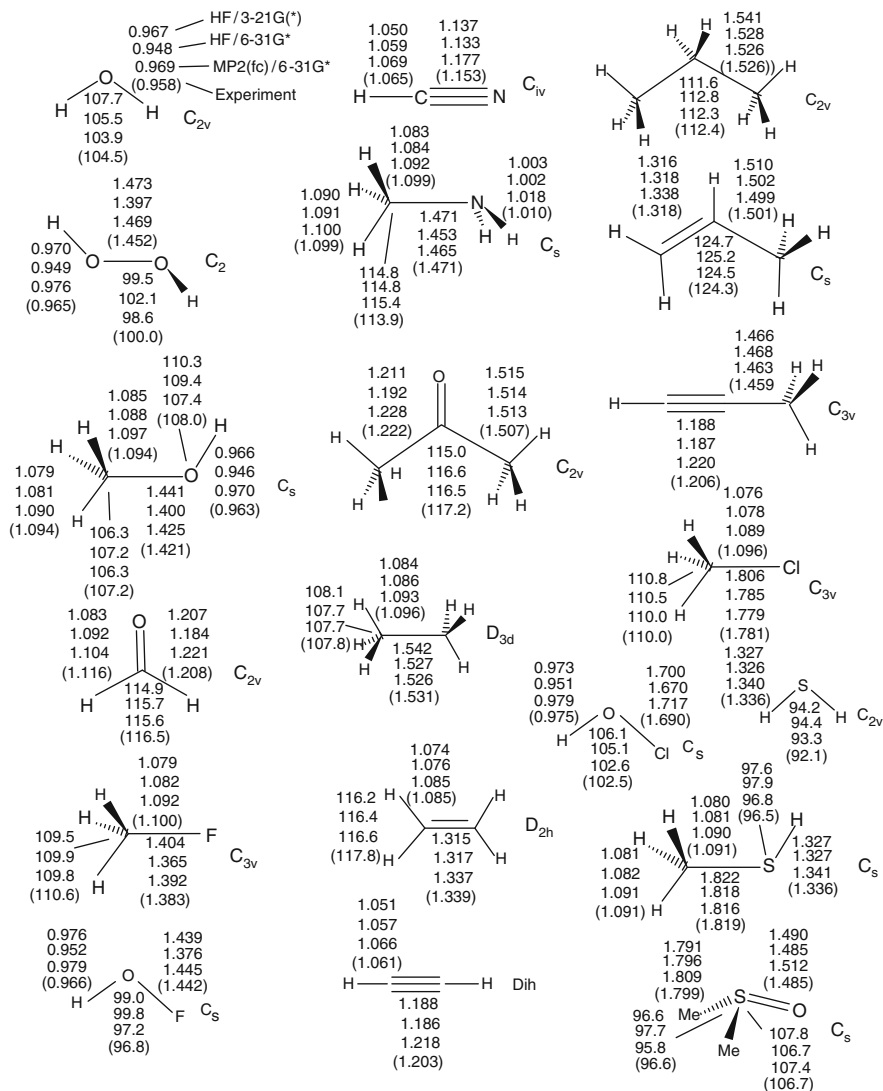 0.967 HF/3-21G(*)
0.948 HF/6-31G*
0.969 MP2(fc)/6-31G*
(0.958) Experiment
O
H H
107.7
105.5
103.9
(104.5)
C2v
1.050
1.059
1.069
(1.065)
1.137
1.133
1.177
(1.153)
H C N
Civ
1.541
1.528
1.526
(1.526))
H H
H H
H H
H H
111.6
112.8
112.3
(112.4)
C2v
1.473
1.397
1.469
(1.452)
H
O O
H
0.970
0.949
0.976
(0.965)
99.5
102.1
98.6
(100.0)
C2
1.083
1.084
1.092
(1.099)
1.003
1.002
1.018
(1.010)
H
H
H
N
H H
1.090
1.091
1.100
(1.099)
1.471
1.453
1.465
(1.471)
114.8
114.8
115.4
(113.9)
Cs
1.316
1.318
1.338
(1.318)
1.510
1.502
1.499
(1.501)
H
H
H
H H
H
124.7
125.2
124.5
(124.3)
Cs
110.3
109.4
107.4
(108.0)
1.085
1.088
1.097
(1.094)
H
H
H
O
H
1.079
1.081
1.090
(1.094)
0.966
0.946
0.970
(0.963)
1.441
1.400
1.425
(1.421)
106.3
107.2
106.3
(107.2)
Cs
1.211
1.192
1.228
(1.222)
1.515
1.514
1.513
(1.507)
O
H H
H
H H
H
115.0
116.6
116.5
(117.2)
C2v
1.466
1.468
1.463
(1.459
H
H H
H
1.188
1.187
1.220
(1.206)
C3v
1.083
1.092
1.104
(1.116)
1.207
1.184
1.221
(1.208)
O
H H
114.9
115.7
115.6
(116.5)
C2v
108.1
107.7
107.7
(107.8)
1.084
1.086
1.093
(1.096)
H
H
H
H H
H
1.542
1.527
1.526
(1.531)
D3d
1.076
1.078
1.089
(1.096)
H
H
H
Cl
110.8
110.5
110.0
(110.0)
1.806
1.785
1.779
(1.781)
C3v
0.973
0.951
0.979
(0.975)
1.700
1.670
1.717
(1.690)
O
H
Cl
106.1
105.1
102.6
(102.5)
Cs
1.327
1.326
1.340
(1.336)
S
H H
94.2
94.4
93.3
(92.1)
C2v
1.079
1.082
1.092
(1.100)
H
H
H
F
109.5
109.9
109.8
(110.6)
1.404
1.365
1.392
(1.383)
C3v
1.074
1.076
1.085
(1.085)
H H
H H
116.2
116.4
116.6
(117.8)
1.315
1.317
1.337
(1.339)
D2h
97.6
97.9
96.8
(96.5)
1.080
1.081
1.090
(1.091)
H
H
H
S
H
1.081
1.082
1.091
(1.091)
1.822
1.818
1.816
(1.819)
1.327
1.327
1.341
(1.336)
Cs
0.976
0.952
0.979
(0.966)
1.439
1.376
1.445
(1.442)
O
H
F
99.0
99.8
97.2
(96.8)
Cs
1.051
1.057
1.066
(1.061)
H H
1.188
1.186
1.218
(1.203)
Dih
1.791
1.796
1.809
(1.799)
1.490
1.485
1.512
(1.485)
Me S O
Me
96.6
97.7
95.8
(96.6)
107.8
106.7
107.4
(106.7)
Cs